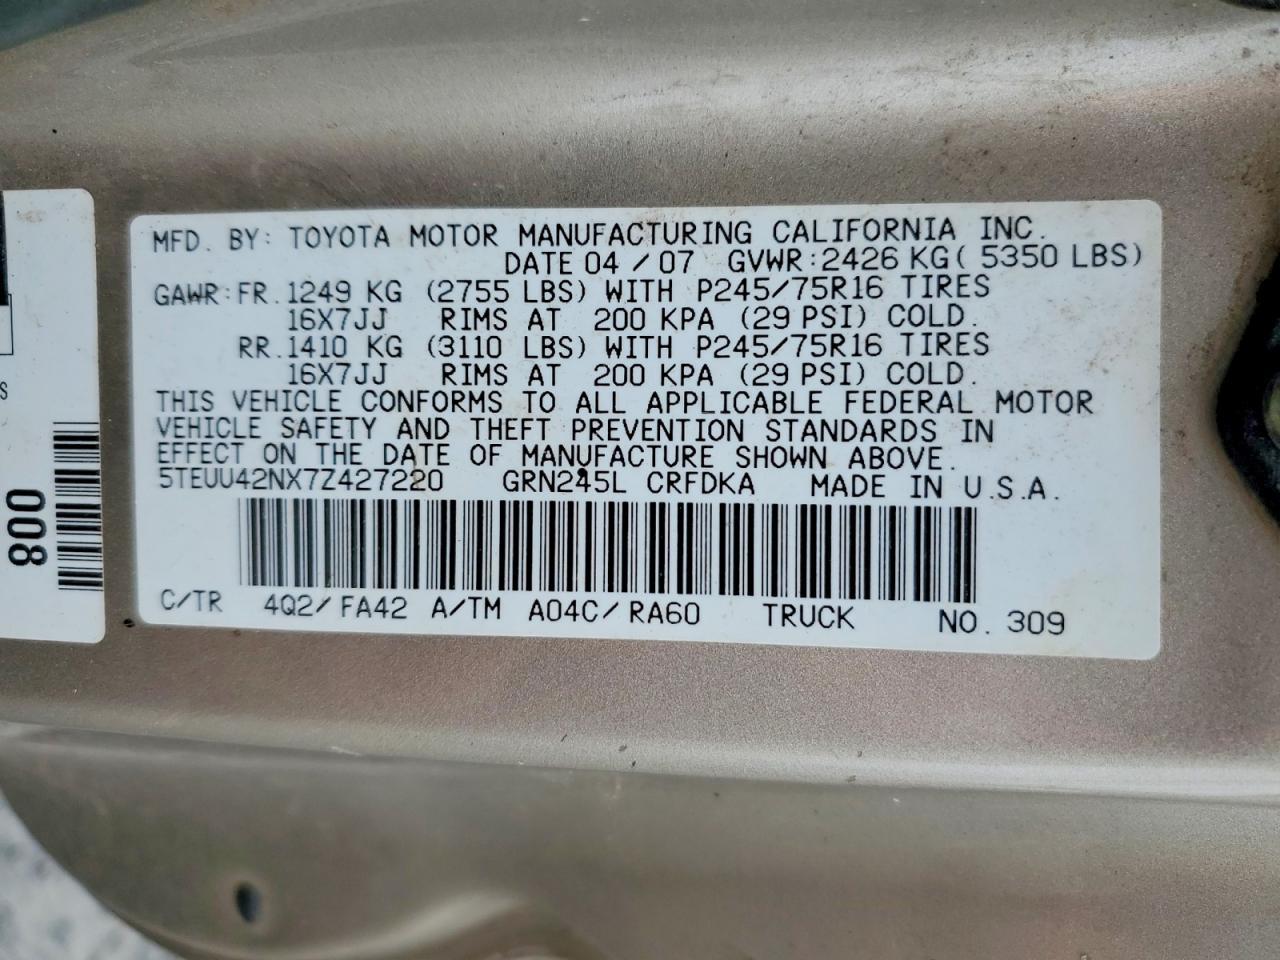 MFD. BY: TOYOTA MOTOR MANUFACTURING CALIFORNIA INC.
DATE 04 / 07 GVWR: 2426 KG ( 5350 LBS)
GAWR: FR. 1249 KG (2755 LBS) WITH P245/75R16 TIRES
16X7JJ RIMS AT 200 KPA (29 PSI) COLD.
RR. 1410 KG (3110 LBS) WITH P245/75R16 TIRES
16X7JJ RIMS AT 200 KPA (29 PSI) COLD.
THIS VEHICLE CONFORMS TO ALL APPLICABLE FEDERAL MOTOR
VEHICLE SAFETY AND THEFT PREVENTION STANDARDS IN
EFFECT ON THE DATE OF MANUFACTURE SHOWN ABOVE.
5TEUU42NX7Z427220 GRN245L CRFDKA MADE IN U.S.A.
C/TR 4Q2/ FA42 A/TM A04C/ RA60 TRUCK NO. 309
S
008